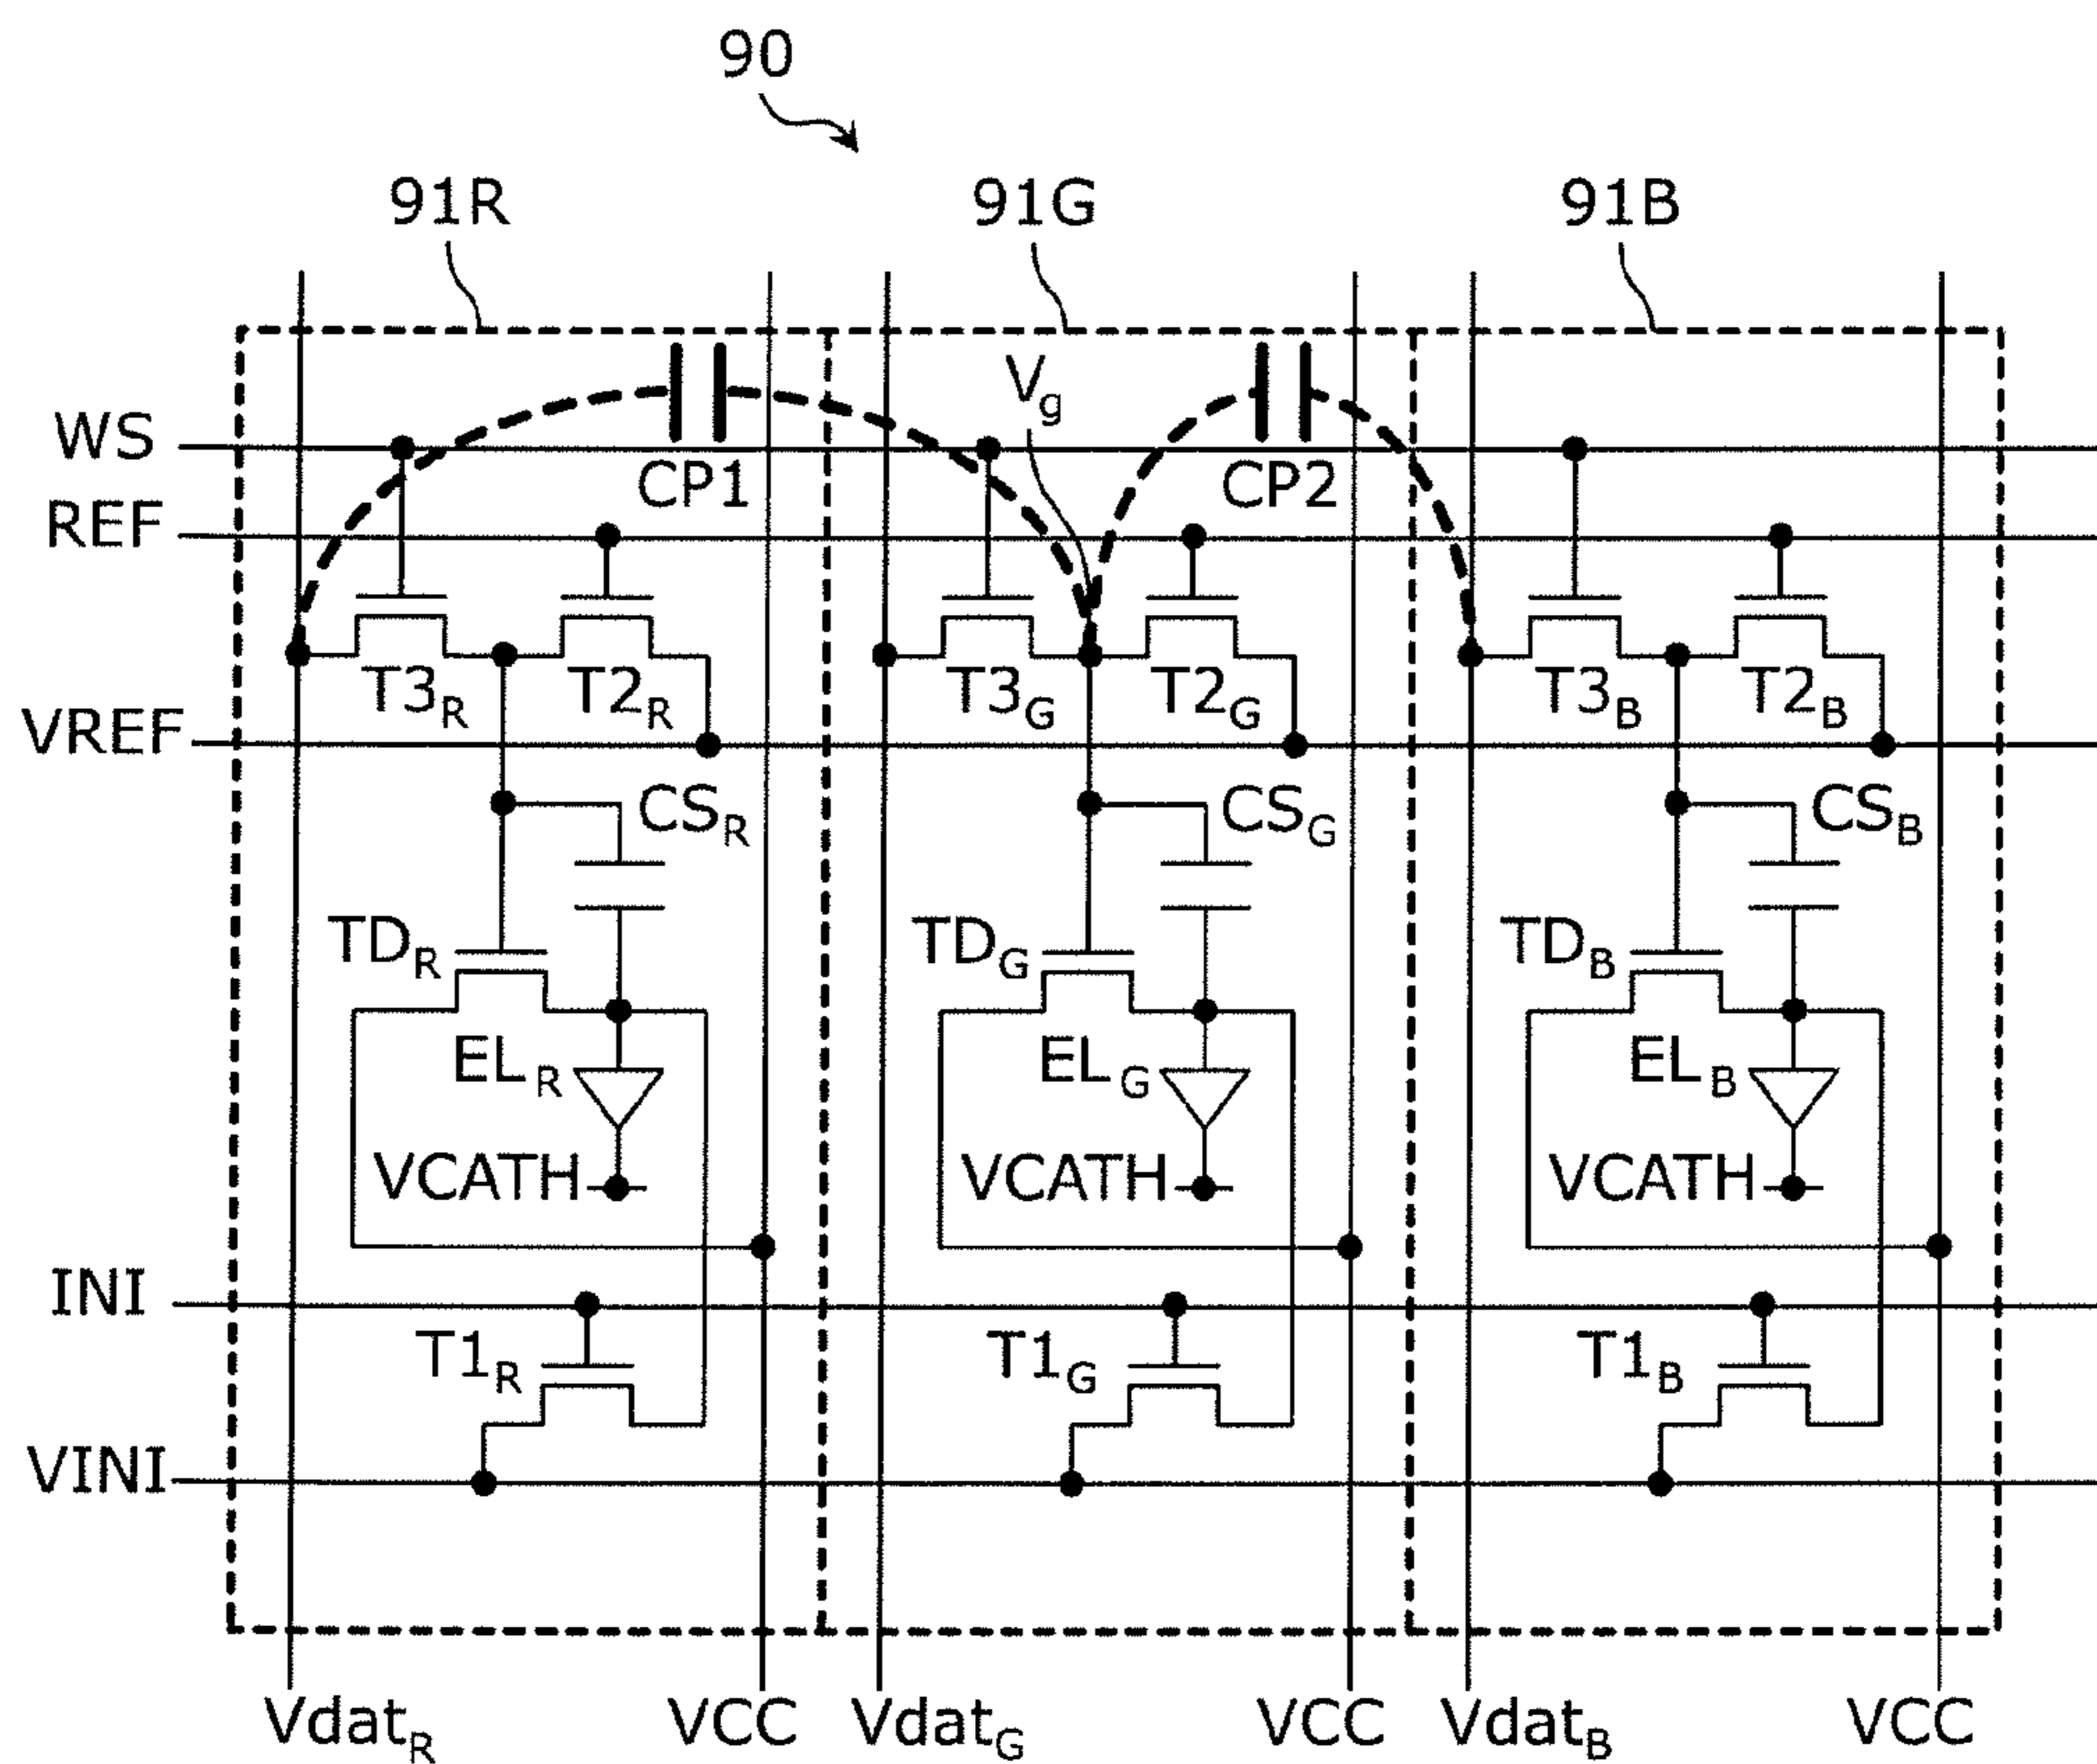 90
91R 91G 91B
Vg
WS
CP1 CP2
REF
T3R T2R T3G T2G T3B T2B
VREF
CSR CSG CSB
TDR TDG TDB
ELR ELG ELB
VCATH VCATH VCATH
INI
T1R T1G T1B
VINI
VdatR VCC VdatG VCC VdatB VCC